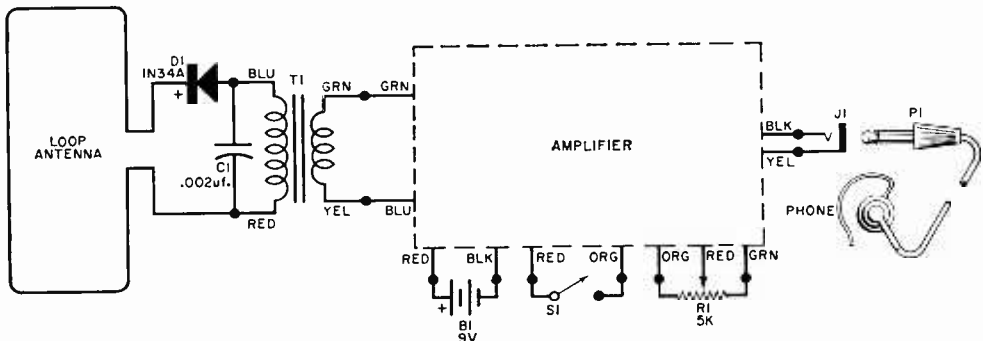 LOOP
ANTENNA
D1
1N34A
+
BLU
T1
C1
.002uf.
RED
GRN
GRN
YEL
BLU
AMPLIFIER
BLK
YEL
J1
P1
PHONE
RED
BLK
RED
ORG
ORG
RED
GRN
+
B1
9V
S1
R1
5K